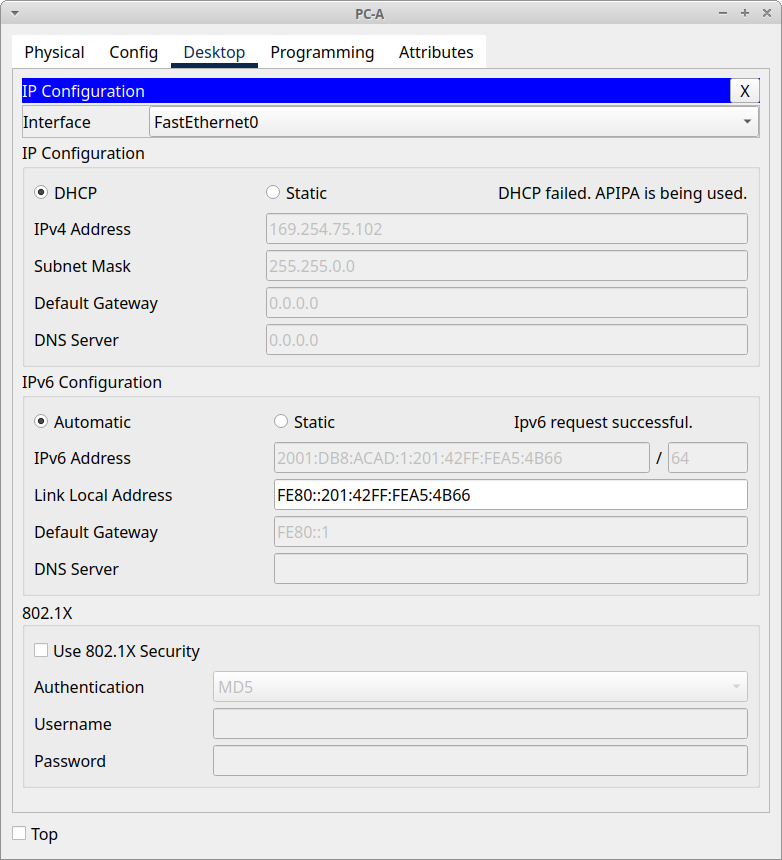 PC-A
Physical Config Desktop Programming Attributes
IP Configuration X
Interface FastEthernet0
IP Configuration
DHCP Static DHCP failed. APIPA is being used.
IPv4 Address 169.254.75.102
Subnet Mask 255.255.0.0
Default Gateway 0.0.0.0
DNS Server 0.0.0.0
IPv6 Configuration
Automatic Static Ipv6 request successful.
IPv6 Address 2001:DB8:ACAD:1:201:42FF:FEA5:4B66 / 64
Link Local Address FE80::201:42FF:FEA5:4B66
Default Gateway FE80::1
DNS Server
802.1X
Use 802.1X Security
Authentication MD5
Username
Password
Top